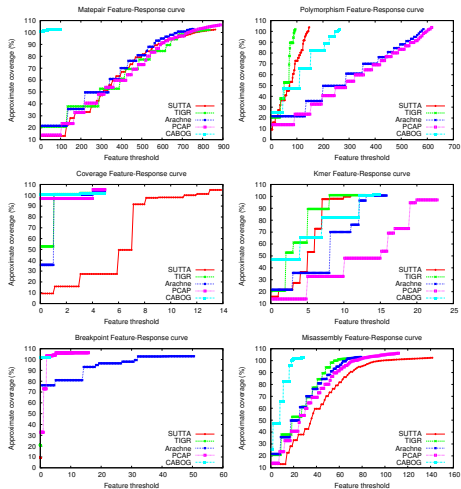 Matepair Feature-Response curve
Approximate coverage (%)
110
100
90
80
70
60
50
40
30
20
10
0 100 200 300 400 500 600 700 800 900
Feature threshold
SUTTA
TIGR
Arachne
PCAP
CABOG
Polymorphism Feature-Response curve
Approximate coverage (%)
110
100
90
80
70
60
50
40
30
20
10
0
0 100 200 300 400 500 600 700
Feature threshold
SUTTA
TIGR
Arachne
PCAP
CABOG
Coverage Feature-Response curve
Approximate coverage (%)
110
100
90
80
70
60
50
40
30
20
10
0
0 2 4 6 8 10 12 14
Feature threshold
SUTTA
TIGR
Arachne
PCAP
CABOG
Kmer Feature-Response curve
Approximate coverage (%)
110
100
90
80
70
60
50
40
30
20
10
0 5 10 15 20 25
Feature threshold
SUTTA
TIGR
Arachne
PCAP
CABOG
Breakpoint Feature-Response curve
Approximate coverage (%)
110
100
90
80
70
60
50
40
30
20
10
0
0 10 20 30 40 50 60
Feature threshold
SUTTA
TIGR
Arachne
PCAP
CABOG
Misassembly Feature-Response curve
Approximate coverage (%)
110
100
90
80
70
60
50
40
30
20
10
0 20 40 60 80 100 120 140 160
Feature threshold
SUTTA
TIGR
Arachne
PCAP
CABOG